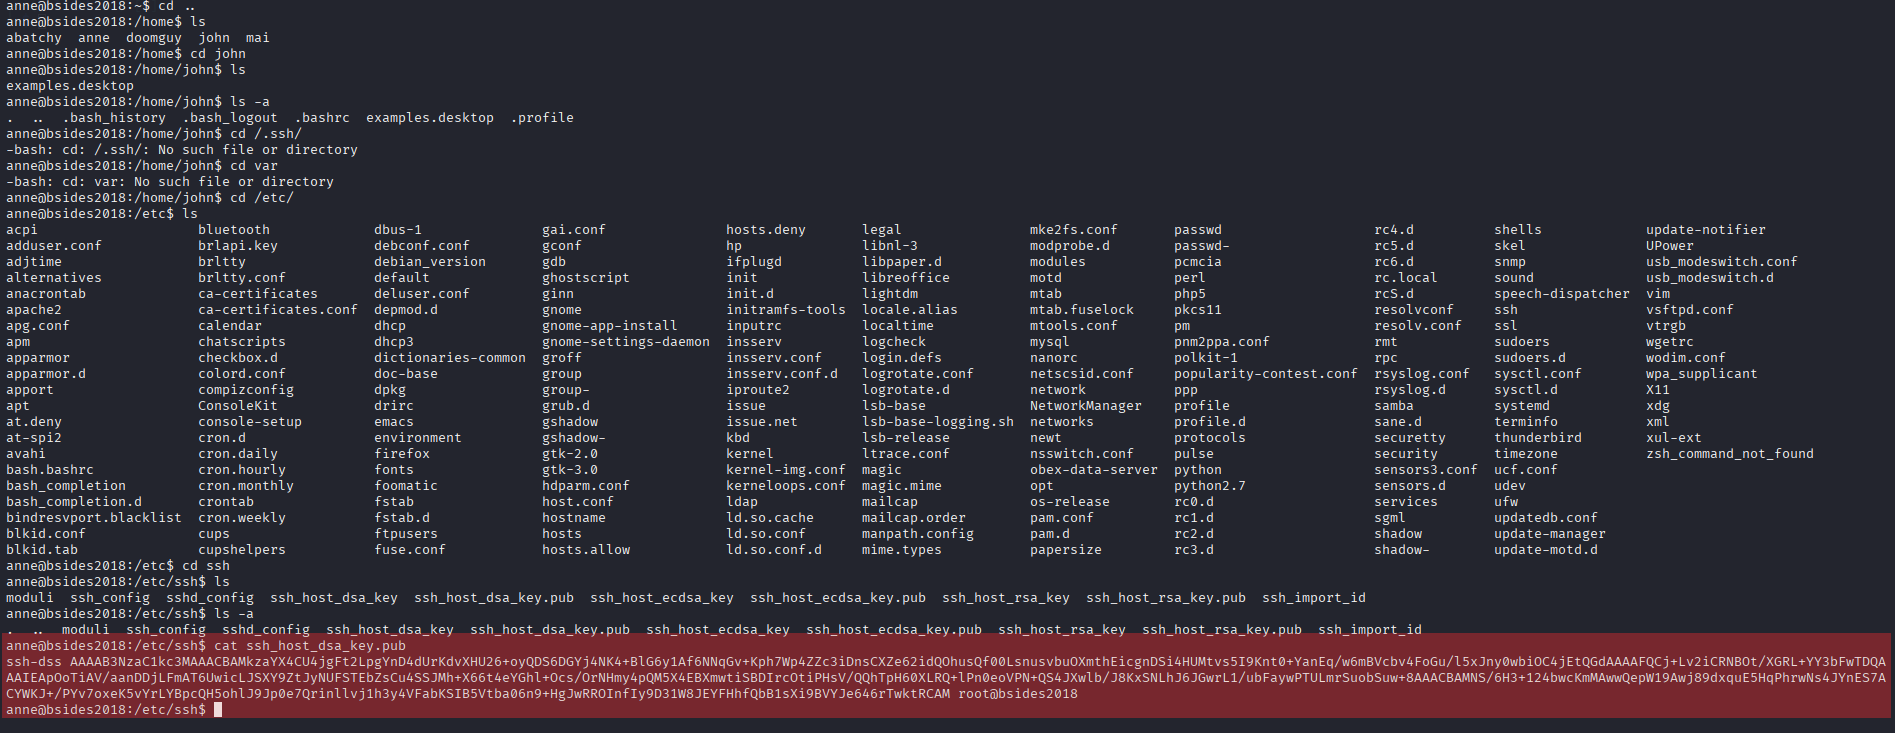 anne@bsides2018:~$ cd ..
anne@bsides2018:/home$ ls
abatchy  anne  doomguy  john  mai
anne@bsides2018:/home$ cd john
anne@bsides2018:/home/john$ ls
examples.desktop
anne@bsides2018:/home/john$ ls -a
.  ..  .bash_history  .bash_logout  .bashrc  examples.desktop  .profile
anne@bsides2018:/home/john$ cd /.ssh/
-bash: cd: /.ssh/: No such file or directory
anne@bsides2018:/home/john$ cd var
-bash: cd: var: No such file or directory
anne@bsides2018:/home/john$ cd /etc/
anne@bsides2018:/etc$ ls
acpi  bluetooth  dbus-1  gai.conf  hosts.deny  legal  mke2fs.conf  passwd  rc4.d  shells  update-notifier
adduser.conf  brlapi.key  debconf.conf  gconf  hp  libnl-3  modprobe.d  passwd-  rc5.d  skel  UPower
adjtime  brltty  debian_version  gdb  ifplugd  libpaper.d  modules  pcmcia  rc6.d  snmp  usb_modeswitch.conf
alternatives  brltty.conf  default  ghostscript  init  libreoffice  motd  perl  rc.local  sound  usb_modeswitch.d
anacrontab  ca-certificates  deluser.conf  ginn  init.d  lightdm  mtab  php5  rcS.d  speech-dispatcher  vim
apache2  ca-certificates.conf  depmod.d  gnome  initramfs-tools  locale.alias  mtab.fuselock  pkcs11  resolvconf  ssh  vsftpd.conf
apg.conf  calendar  dhcp  gnome-app-install  inputrc  localtime  mtools.conf  pm  resolv.conf  ssl  vtrgb
apm  chatscripts  dhcp3  gnome-settings-daemon  insserv  logcheck  mysql  pnm2ppa.conf  rmt  sudoers  wgetrc
apparmor  checkbox.d  dictionaries-common  groff  insserv.conf  login.defs  nanorc  polkit-1  rpc  sudoers.d  wodim.conf
apparmor.d  colord.conf  doc-base  group  insserv.conf.d  logrotate.conf  netscsid.conf  popularity-contest.conf  rsyslog.conf  sysctl.conf  wpa_supplicant
apport  compizconfig  dpkg  group-  iproute2  logrotate.d  network  ppp  rsyslog.d  sysctl.d  X11
apt  ConsoleKit  drirc  grub.d  issue  lsb-base  NetworkManager  profile  samba  systemd  xdg
at.deny  console-setup  emacs  gshadow  issue.net  lsb-base-logging.sh  networks  profile.d  sane.d  terminfo  xml
at-spi2  cron.d  environment  gshadow-  kbd  lsb-release  newt  protocols  securetty  thunderbird  xul-ext
avahi  cron.daily  firefox  gtk-2.0  kernel  ltrace.conf  nsswitch.conf  pulse  security  timezone  zsh_command_not_found
bash.bashrc  cron.hourly  fonts  gtk-3.0  kernel-img.conf  magic  obex-data-server  python  sensors3.conf  ucf.conf
bash_completion  cron.monthly  foomatic  hdparm.conf  kerneloops.conf  magic.mime  opt  python2.7  sensors.d  udev
bash_completion.d  crontab  fstab  host.conf  ldap  mailcap  os-release  rc0.d  services  ufw
bindresvport.blacklist  cron.weekly  fstab.d  hostname  ld.so.cache  mailcap.order  pam.conf  rc1.d  sgml  updatedb.conf
blkid.conf  cups  ftpusers  hosts  ld.so.conf  manpath.config  pam.d  rc2.d  shadow  update-manager
blkid.tab  cupshelpers  fuse.conf  hosts.allow  ld.so.conf.d  mime.types  papersize  rc3.d  shadow-  update-motd.d
anne@bsides2018:/etc$ cd ssh
anne@bsides2018:/etc/ssh$ ls
moduli  ssh_config  sshd_config  ssh_host_dsa_key  ssh_host_dsa_key.pub  ssh_host_ecdsa_key  ssh_host_ecdsa_key.pub  ssh_host_rsa_key  ssh_host_rsa_key.pub  ssh_import_id
anne@bsides2018:/etc/ssh$ ls -a
.  ..  moduli  ssh_config  sshd_config  ssh_host_dsa_key  ssh_host_dsa_key.pub  ssh_host_ecdsa_key  ssh_host_ecdsa_key.pub  ssh_host_rsa_key  ssh_host_rsa_key.pub  ssh_import_id
anne@bsides2018:/etc/ssh$ cat ssh_host_dsa_key.pub
ssh-dss AAAAB3NzaC1kc3MAAACBAMkzaYX4CU4jgFt2LpgYnD4dUrKdvXHU26+oyQDS6DGYj4NK4+BlG6y1Af6NNqGv+Kph7Wp4ZZc3iDnsCXZe62idQOhusQf00LsnusvbuOXmthEicgnDSi4HUMtvs5I9Knt0+YanEq/w6mBVcbv4FoGu/l5xJny0wbiOC4jEtQGdAAAAFQCj+Lv2iCRNBOt/XGRL+YY3bFwTDQA
AAIEApOoTiAV/aanDDjLFmAT6UwicLJSXY9ZtJyNUFSTEbZsCu4SSJMh+X66t4eYGhl+Ocs/OrNHmy4pQM5X4EBXmwtiSBDIrcOtiPHsV/QQhTpH60XLRQ+lPn0eoVPN+QS4JXwlb/J8KxSNLhJ6JGwrL1/ubFaywPTULmrSuobSuw+8AAACBAMNS/6H3+124bwcKmMAwwQepW19Awj89dxquE5HqPhrwNs4JYnES7A
CYWKJ+/PYv7oxeK5vYrLYBpcQH5ohlJ9Jp0e7Qrinllvj1h3y4VFabKSIB5Vtba06n9+HgJwRROInfIy9D31W8JEYFHhfQbB1sXi9BVYJe646rTwktRCAM root@bsides2018
anne@bsides2018:/etc/ssh$